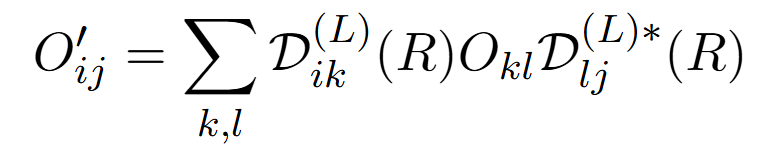 O'_{ij} = \sum_{k,l} \mathcal{D}_{ik}^{(L)}(R) O_{kl} \mathcal{D}_{lj}^{(L)*}(R)